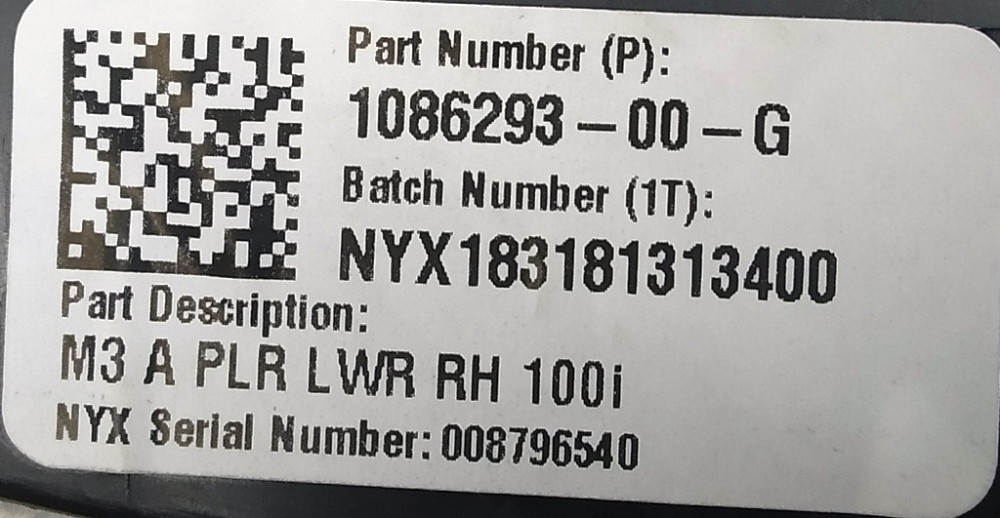 Part Number (P):
1086293-00-G
Batch Number (1T):
NYX183181313400
Part Description:
M3 A PLR LWR RH 100i
NYX Serial Number: 008796540